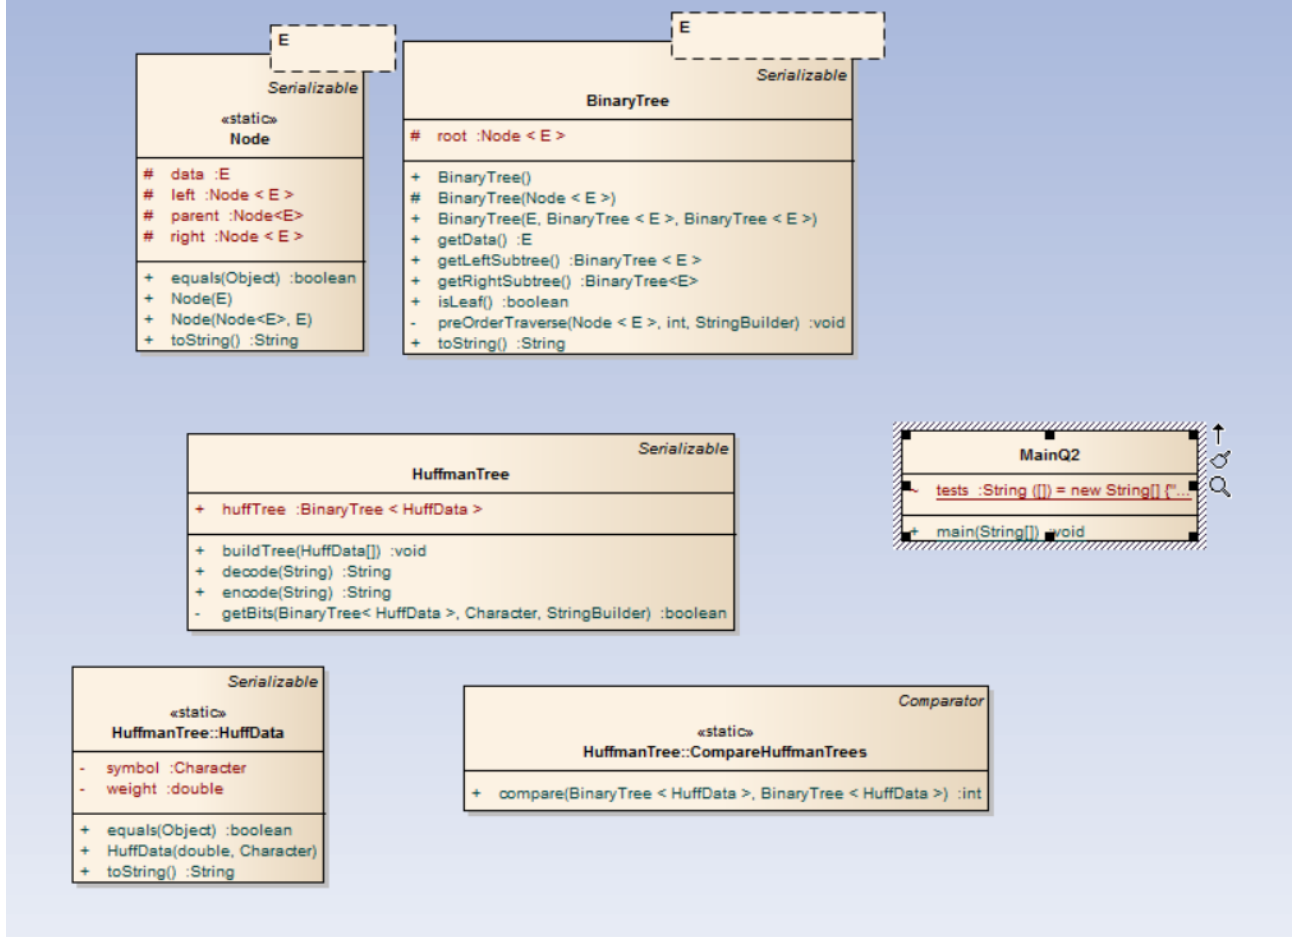 E
Serializable
«static»
Node
# data :E
# left :Node < E >
# parent :Node<E>
# right :Node < E >
+ equals(Object) :boolean
+ Node(E)
+ Node(Node<E>, E)
+ toString() :String
E
Serializable
BinaryTree
# root :Node < E >
+ BinaryTree()
# BinaryTree(Node < E >)
+ BinaryTree(E, BinaryTree < E >, BinaryTree < E >)
+ getData() :E
+ getLeftSubtree() :BinaryTree < E >
+ getRightSubtree() :BinaryTree<E>
+ isLeaf() :boolean
- preOrderTraverse(Node < E >, int, StringBuilder) :void
+ toString() :String
Serializable
HuffmanTree
+ huffTree :BinaryTree < HuffData >
+ buildTree(HuffData[]) :void
+ decode(String) :String
+ encode(String) :String
- getBits(BinaryTree< HuffData >, Character, StringBuilder) :boolean
MainQ2
~ tests :String ([]) = new String[] {"...
+ main(String[]) :void
Serializable
«static»
HuffmanTree::HuffData
- symbol :Character
- weight :double
+ equals(Object) :boolean
+ HuffData(double, Character)
+ toString() :String
Comparator
«static»
HuffmanTree::CompareHuffmanTrees
+ compare(BinaryTree < HuffData >, BinaryTree < HuffData >) :int